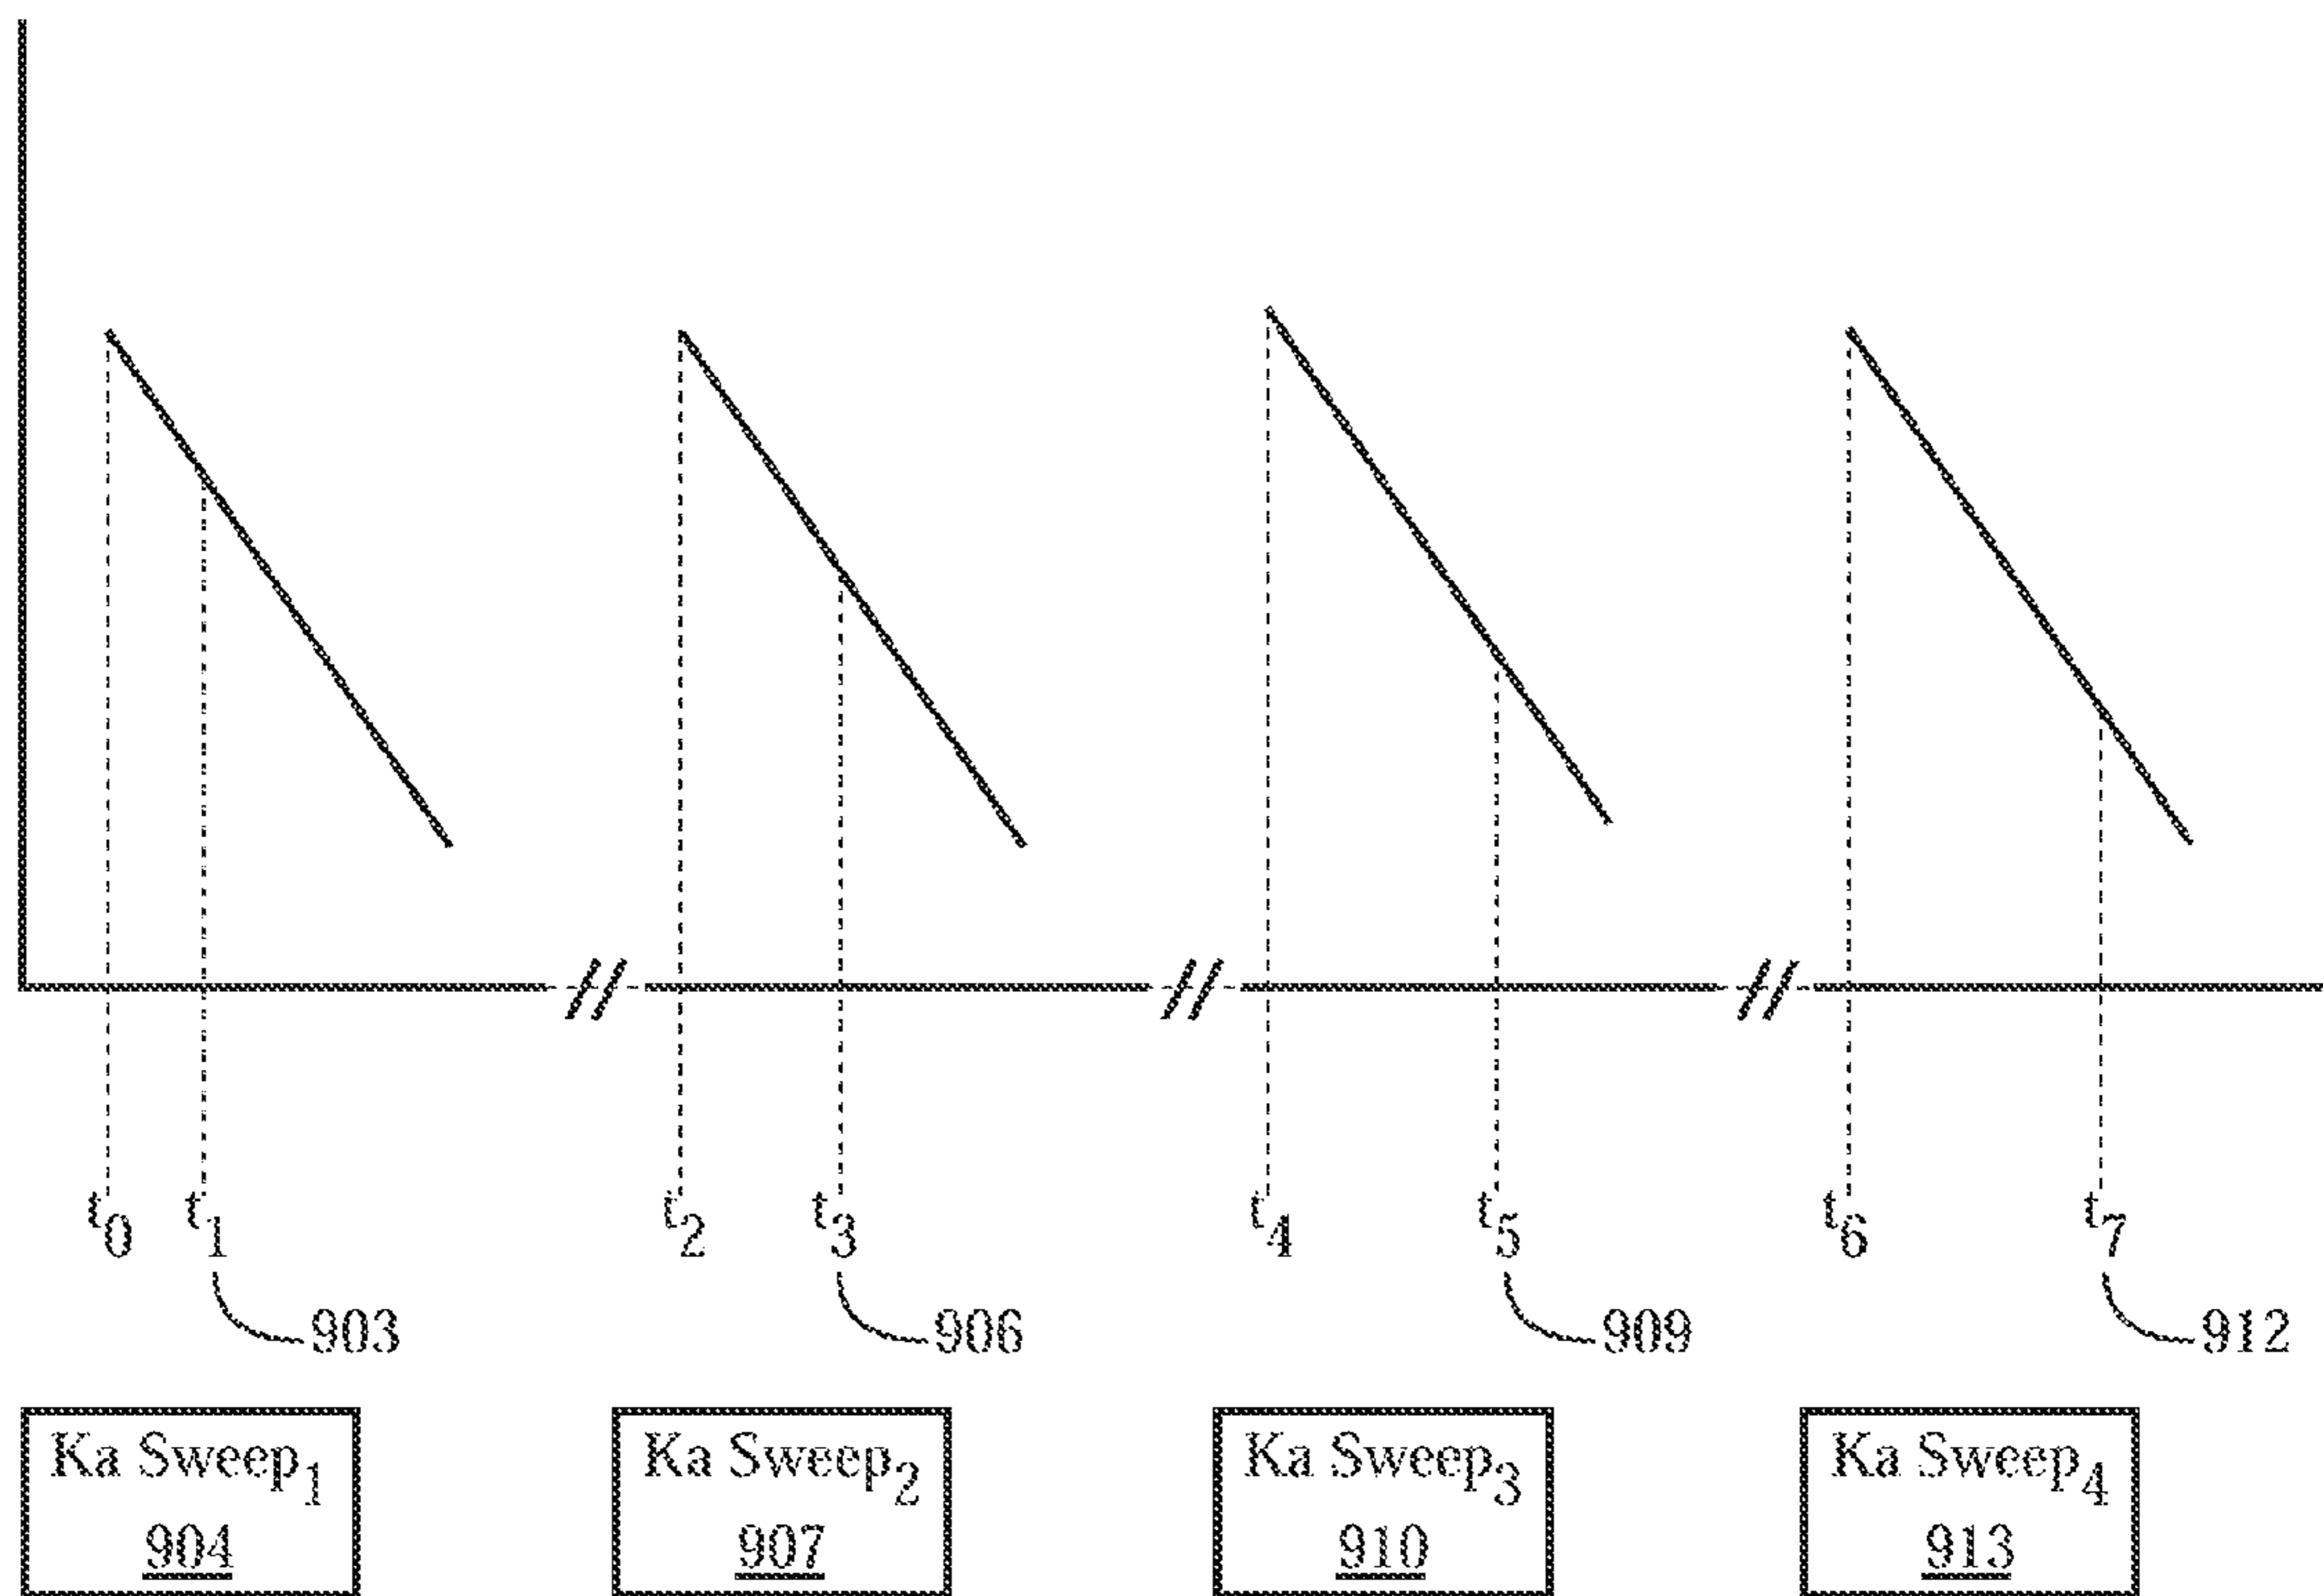 t0 t1 t2 t3 t4 t5 t6 t7
903 906 909 912
Ka Sweep1 Ka Sweep2 Ka Sweep3 Ka Sweep4
904 907 910 913